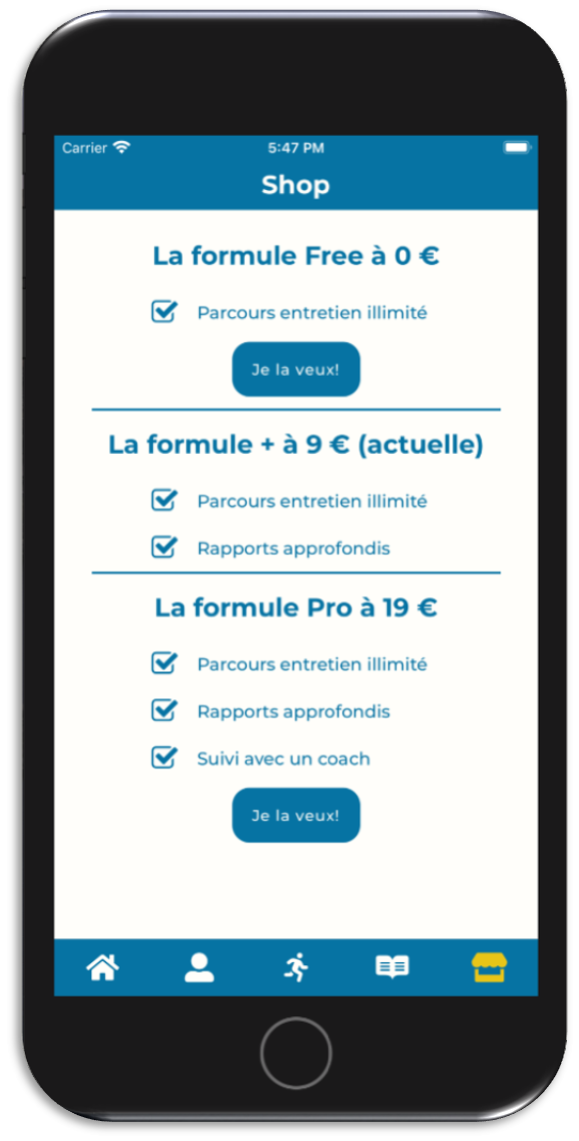 Carrier 5:47 PM
Shop
La formule Free à 0 €
Parcours entretien illimité
Je la veux!
La formule + à 9 € (actuelle)
Parcours entretien illimité
Rapports approfondis
La formule Pro à 19 €
Parcours entretien illimité
Rapports approfondis
Suivi avec un coach
Je la veux!